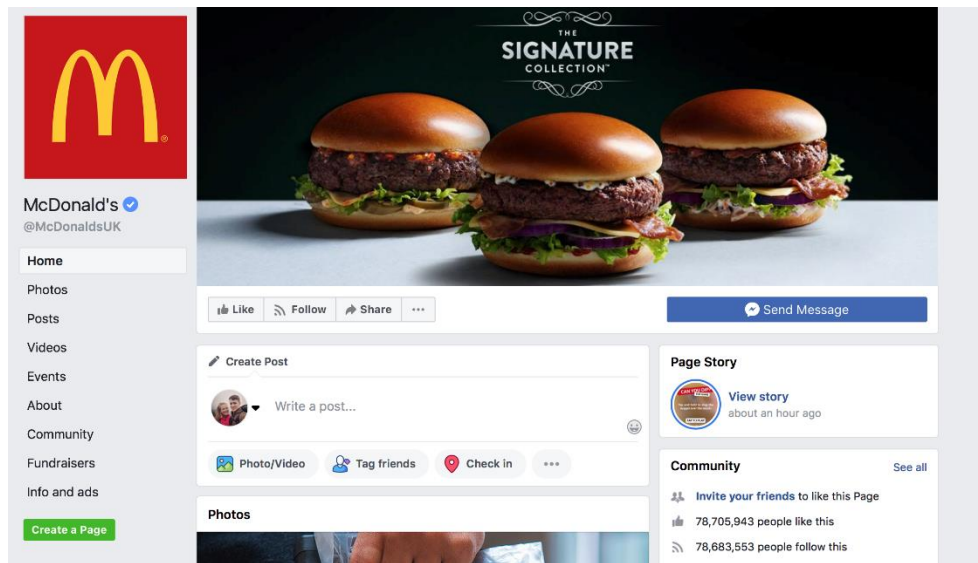 THE
SIGNATURE
COLLECTION™
McDonald's
@McDonaldsUK
Home
Photos
Posts
Videos
Events
About
Community
Fundraisers
Info and ads
Create a Page
Like
Follow
Share
...
Send Message
Create Post
Write a post...
Photo/Video
Tag friends
Check in
...
Photos
Page Story
CAN YOU DIP
View story
about an hour ago
Community
See all
Invite your friends to like this Page
78,705,943 people like this
78,683,553 people follow this